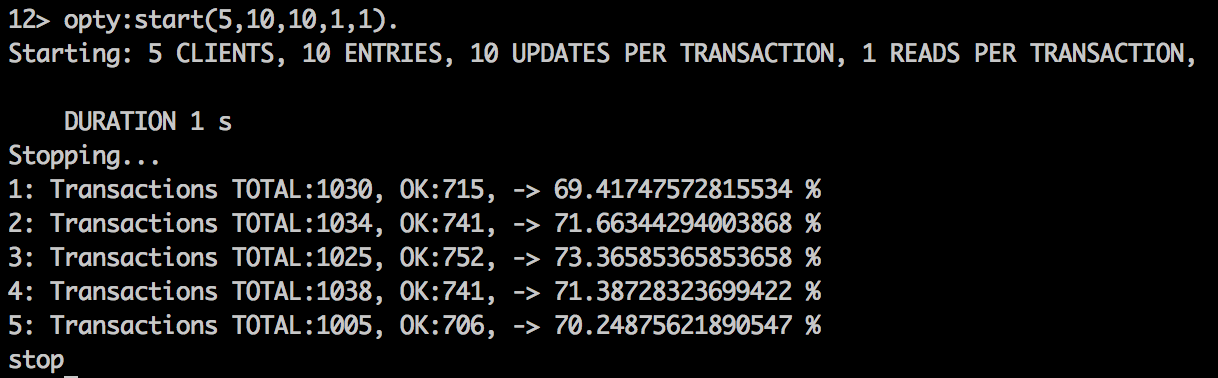 12> opty:start(5,10,10,1,1).
Starting: 5 CLIENTS, 10 ENTRIES, 10 UPDATES PER TRANSACTION, 1 READS PER TRANSACTION,
DURATION 1 s
Stopping...
1: Transactions TOTAL:1030, OK:715, -> 69.41747572815534 %
2: Transactions TOTAL:1034, OK:741, -> 71.66344294003868 %
3: Transactions TOTAL:1025, OK:752, -> 73.36585365853658 %
4: Transactions TOTAL:1038, OK:741, -> 71.38728323699422 %
5: Transactions TOTAL:1005, OK:706, -> 70.24875621890547 %
stop